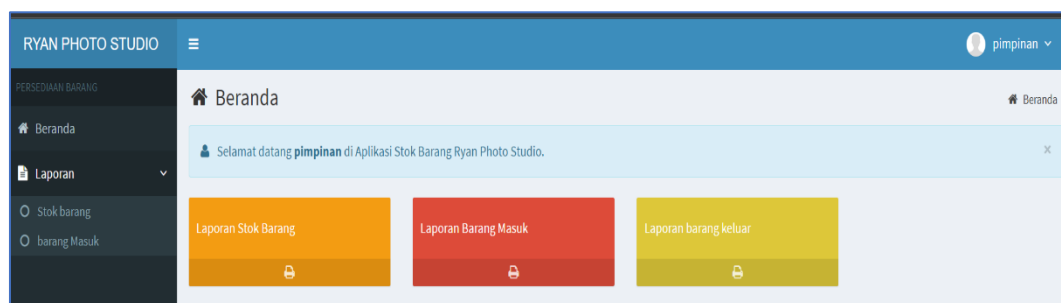 RYAN PHOTO STUDIO
pimpinan
PERSEDIAAN BARANG
Beranda
Laporan
Stok barang
barang Masuk
Beranda
Beranda
Selamat datang pimpinan di Aplikasi Stok Barang Ryan Photo Studio.
x
Laporan Stok Barang
Laporan Barang Masuk
Laporan barang keluar